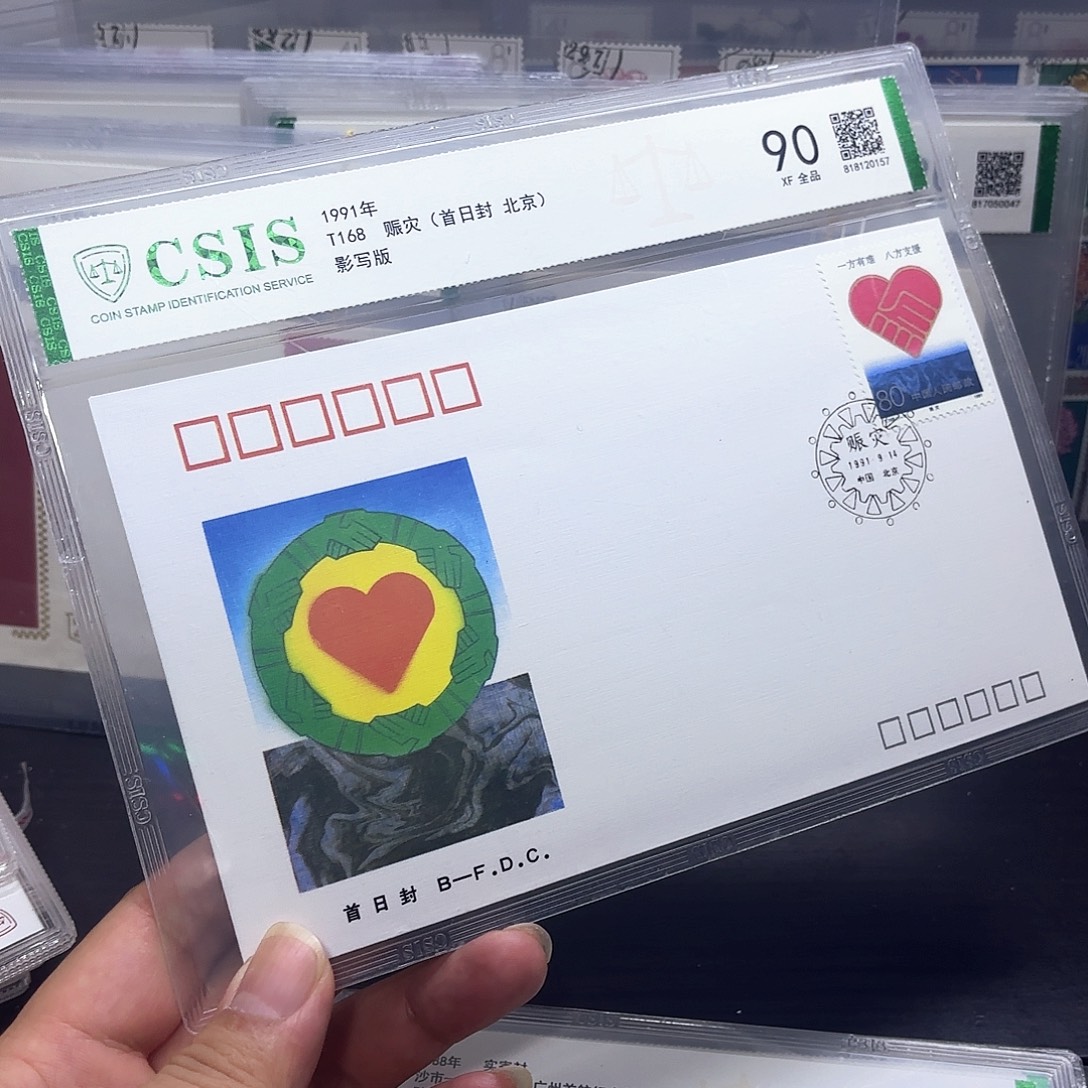 CSIS
COIN STAMP IDENTIFICATION SERVICE
1991年
T168 赈灾（首日封 北京）
影写版
90
XF 全品
818120157
817050047
一方有难 八方支援
80 中国人民邮政
赈灾
1991 9 14
中国 北京
首日封 B—F.D.C.